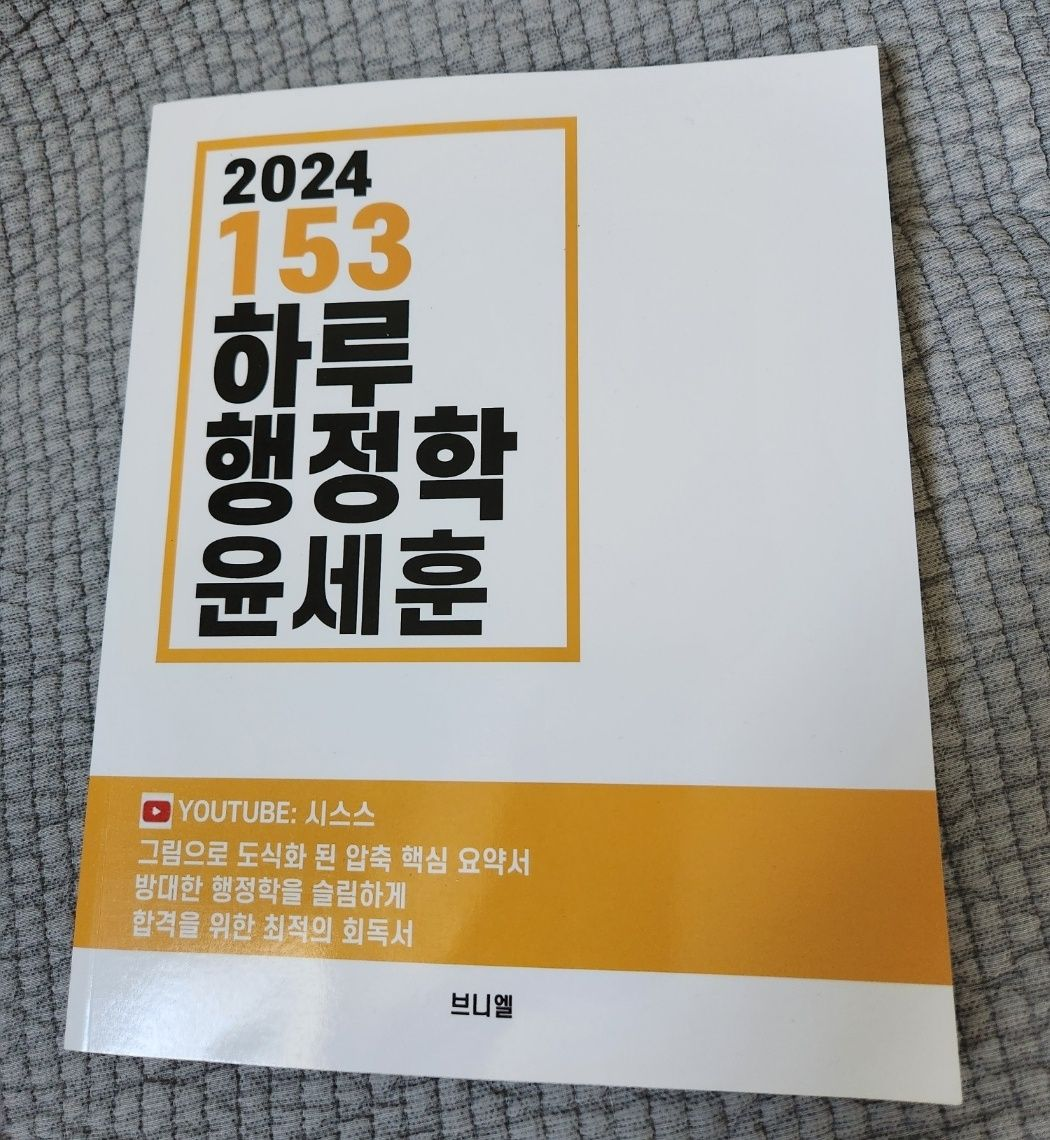 2024
153
하루
행정학
윤세훈
YOUTUBE: 시스스
그림으로 도식화 된 압축 핵심 요약서
방대한 행정학을 슬림하게
합격을 위한 최적의 회독서
브니엘